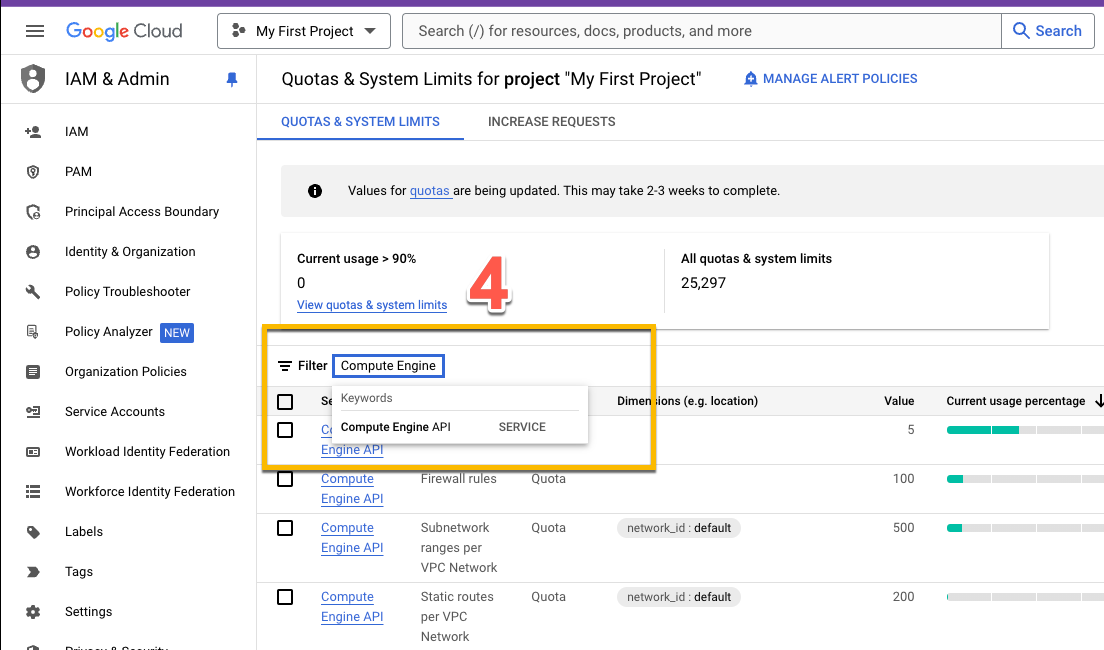 Google Cloud
My First Project
Search (/) for resources, docs, products, and more
Search
IAM & Admin
Quotas & System Limits for project "My First Project"
MANAGE ALERT POLICIES
QUOTAS & SYSTEM LIMITS
INCREASE REQUESTS
IAM
PAM
Principal Access Boundary
Identity & Organization
Policy Troubleshooter
Policy Analyzer NEW
Organization Policies
Service Accounts
Workload Identity Federation
Workforce Identity Federation
Labels
Tags
Settings
Values for quotas are being updated. This may take 2-3 weeks to complete.
Current usage > 90%
0
View quotas & system limits
4
All quotas & system limits
25,297
Filter Compute Engine
Keywords
Compute Engine API SERVICE
Dimensions (e.g. location)
Value
Current usage percentage
Engine API
5
Compute
Engine API
Firewall rules
Quota
100
Compute
Engine API
Subnetwork
ranges per
VPC Network
Quota
network_id : default
500
Compute
Engine API
Static routes
per VPC
Network
Quota
network_id : default
200